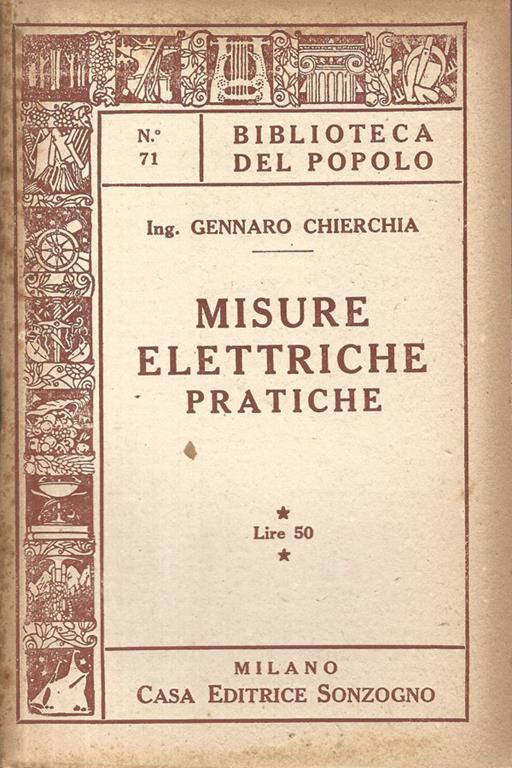 N.° BIBLIOTECA
71 DEL POPOLO
Ing. GENNARO CHIERCHIA
MISURE
ELETTRICHE
PRATICHE
★
Lire 50
★
MILANO
CASA EDITRICE SONZOGNO